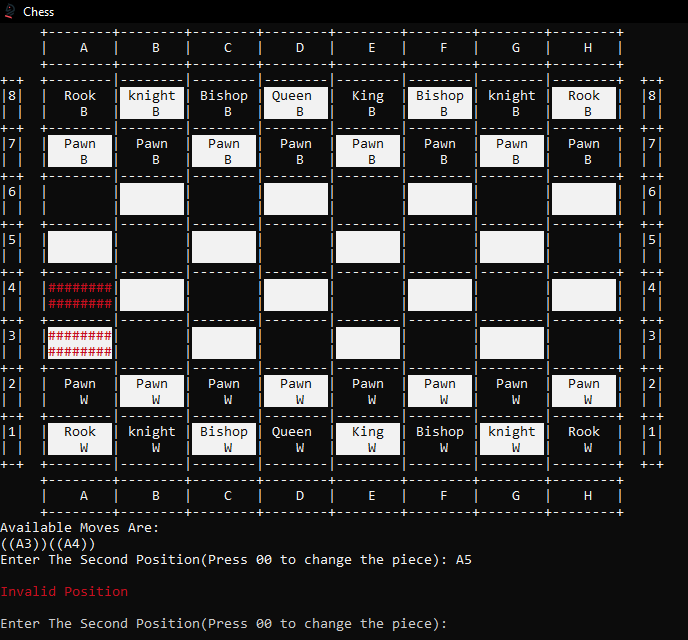 Chess
+--------+--------+--------+--------+--------+--------+--------+--------+
|    A   |    B   |    C   |    D   |    E   |    F   |    G   |    H   |
+--------+--------+--------+--------+--------+--------+--------+--------+
+-+  +--------|--------|--------|--------|--------|--------|--------|--------+  +-+
|8|  |  Rook  | knight | Bishop | Queen  |  King  | Bishop | knight |  Rook  |  |8|
| |  |    B   |    B   |    B   |    B   |    B   |    B   |    B   |    B   |  | |
+-+  +--------|--------|--------|--------|--------|--------|--------|--------+  +-+
|7|  |  Pawn  |  Pawn  |  Pawn  |  Pawn  |  Pawn  |  Pawn  |  Pawn  |  Pawn  |  |7|
| |  |    B   |    B   |    B   |    B   |    B   |    B   |    B   |    B   |  | |
+-+  +--------|--------|--------|--------|--------|--------|--------|--------+  +-+
|6|  |        |        |        |        |        |        |        |        |  |6|
| |  |        |        |        |        |        |        |        |        |  | |
+-+  +--------|--------|--------|--------|--------|--------|--------|--------+  +-+
|5|  |        |        |        |        |        |        |        |        |  |5|
| |  |        |        |        |        |        |        |        |        |  | |
+-+  +--------|--------|--------|--------|--------|--------|--------|--------+  +-+
|4|  |########|        |        |        |        |        |        |        |  |4|
| |  |########|        |        |        |        |        |        |        |  | |
+-+  +--------|--------|--------|--------|--------|--------|--------|--------+  +-+
|3|  |########|        |        |        |        |        |        |        |  |3|
| |  |########|        |        |        |        |        |        |        |  | |
+-+  +--------|--------|--------|--------|--------|--------|--------|--------+  +-+
|2|  |  Pawn  |  Pawn  |  Pawn  |  Pawn  |  Pawn  |  Pawn  |  Pawn  |  Pawn  |  |2|
| |  |    W   |    W   |    W   |    W   |    W   |    W   |    W   |    W   |  | |
+-+  +--------|--------|--------|--------|--------|--------|--------|--------+  +-+
|1|  |  Rook  | knight | Bishop | Queen  |  King  | Bishop | knight |  Rook  |  |1|
| |  |    W   |    W   |    W   |    W   |    W   |    W   |    W   |    W   |  | |
+-+  +--------|--------|--------|--------|--------|--------|--------|--------+  +-+
+--------+--------+--------+--------+--------+--------+--------+--------+
|    A   |    B   |    C   |    D   |    E   |    F   |    G   |    H   |
+--------+--------+--------+--------+--------+--------+--------+--------+
Available Moves Are:
((A3))((A4))
Enter The Second Position(Press 00 to change the piece): A5
Invalid Position
Enter The Second Position(Press 00 to change the piece):